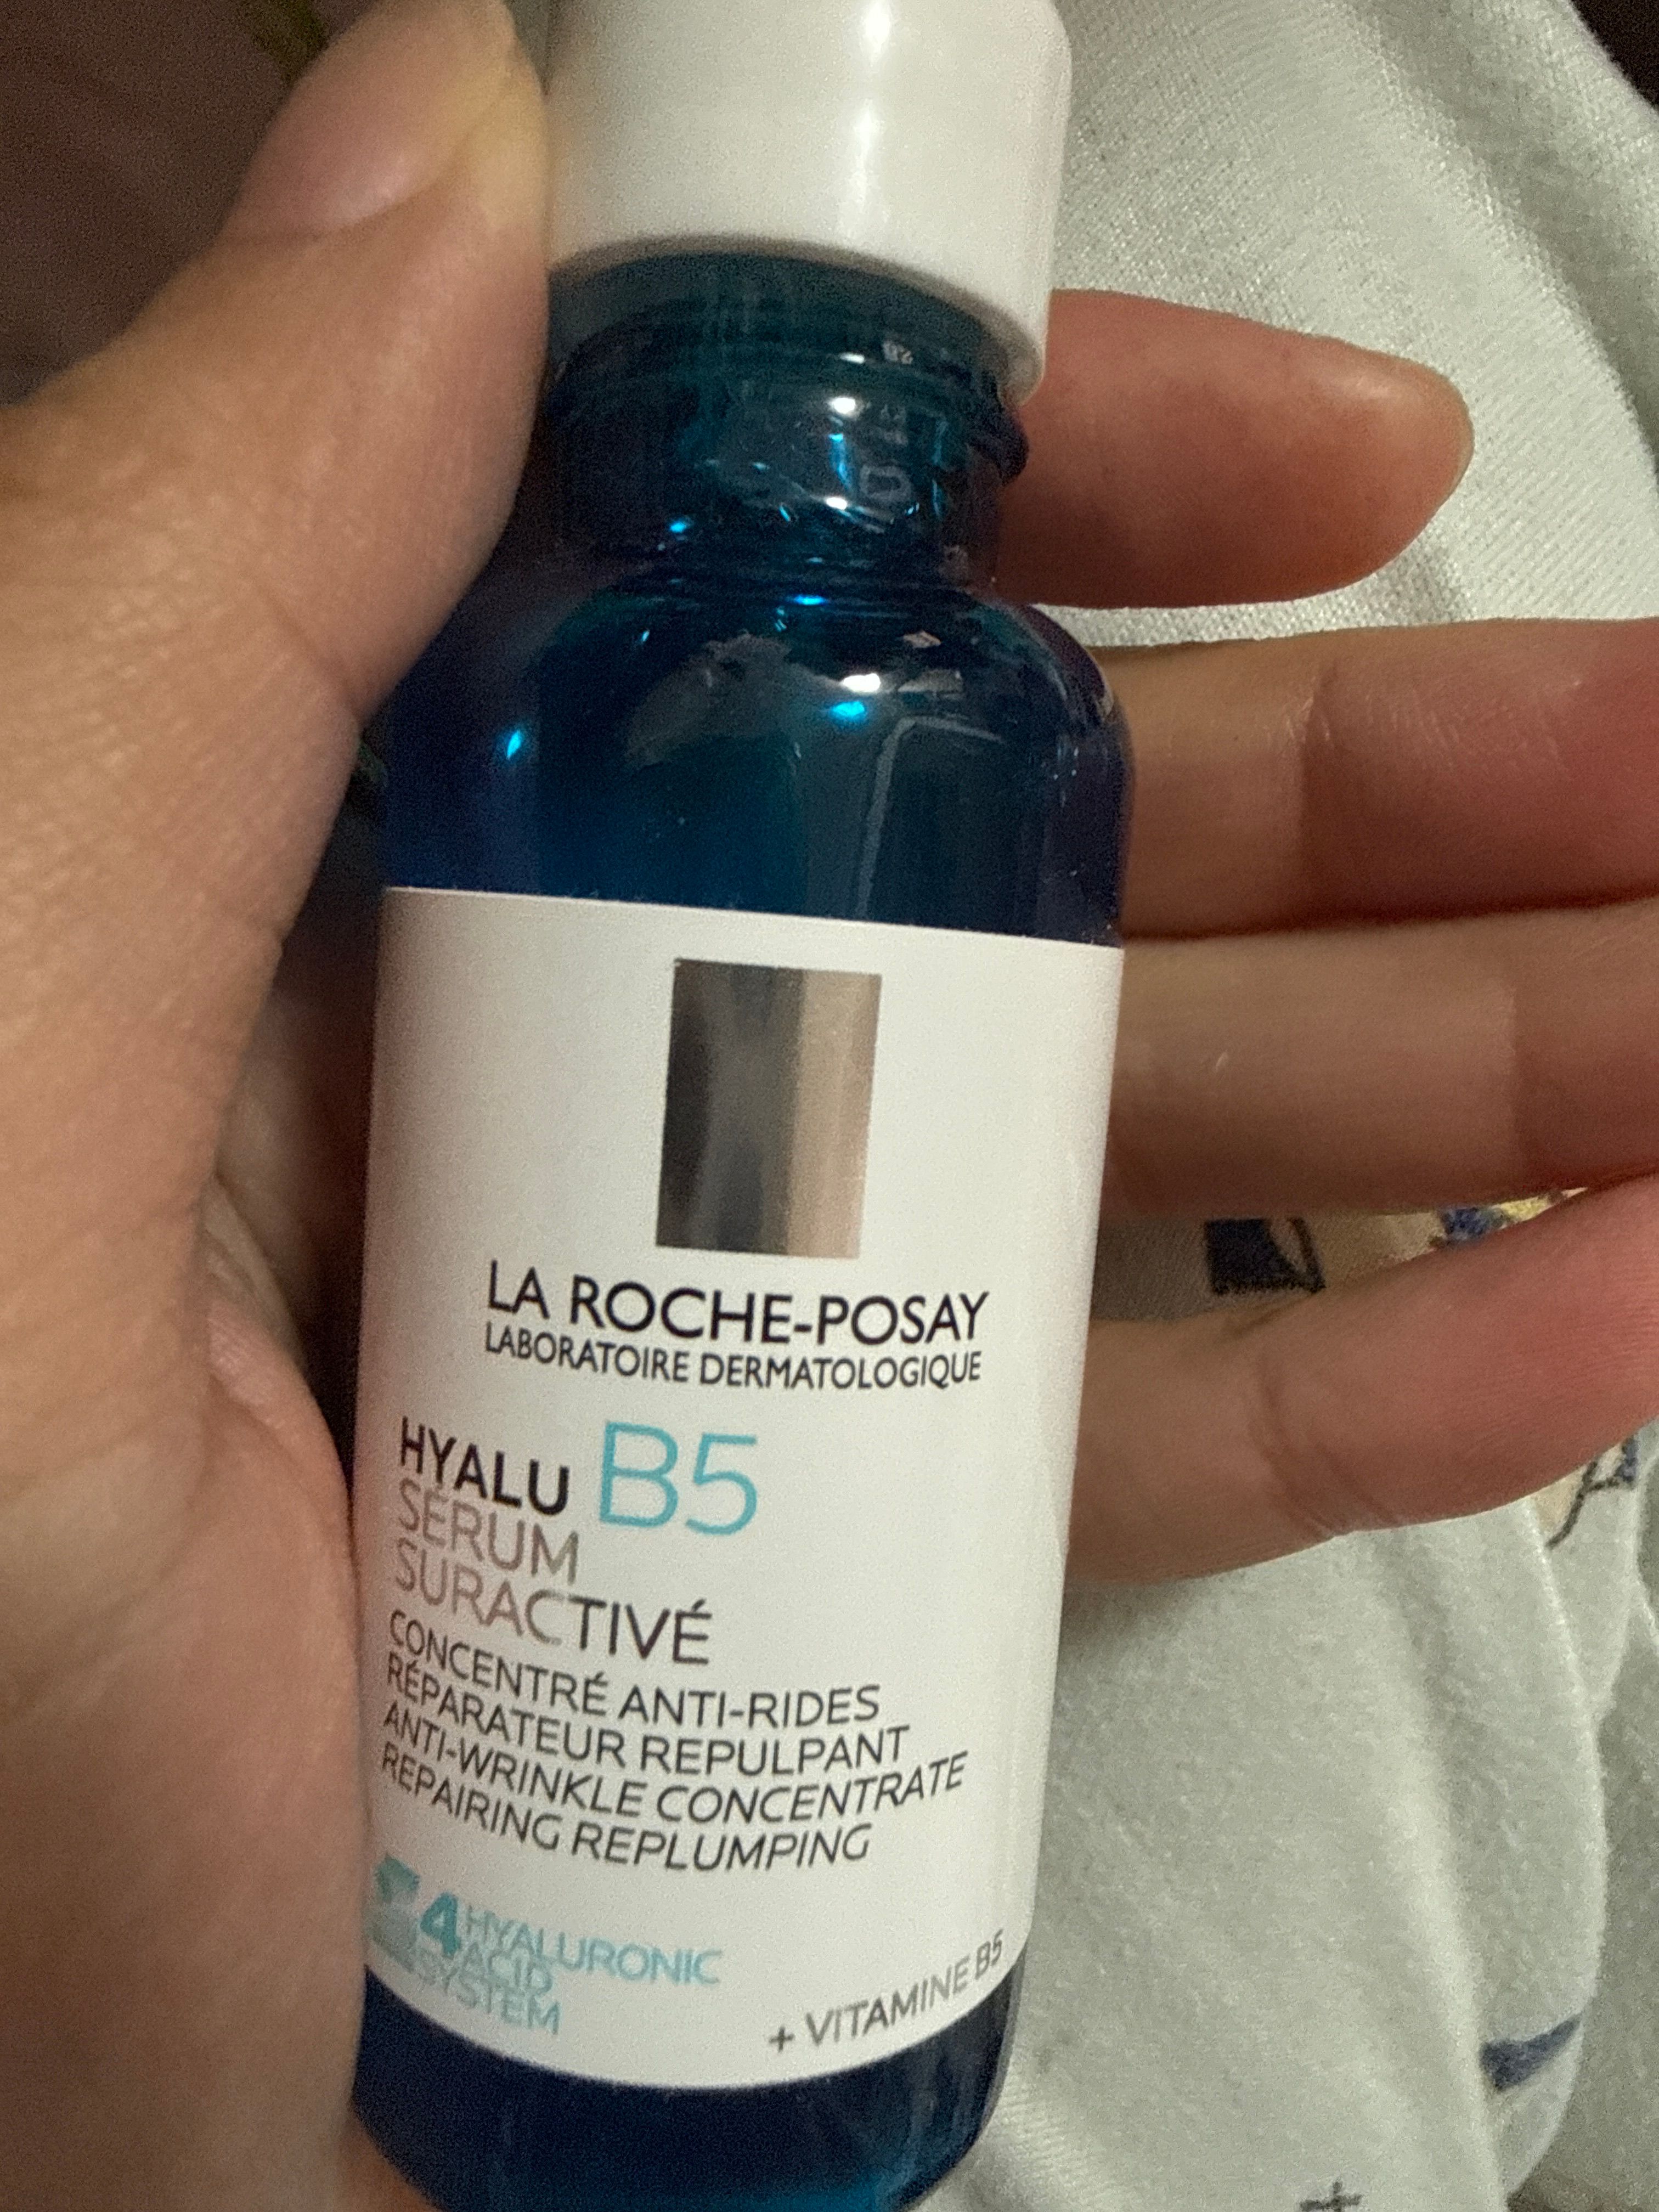 LA ROCHE-POSAY
LABORATOIRE DERMATOLOGIQUE
HYALU B5
SERUM
SURACTIVÉ
CONCENTRÉ ANTI-RIDES
RÉPARATEUR REPULPANT
ANTI-WRINKLE CONCENTRATE
REPAIRING REPLUMPING
4 HYALURONIC
ACID
SYSTEM
+ VITAMINE B5